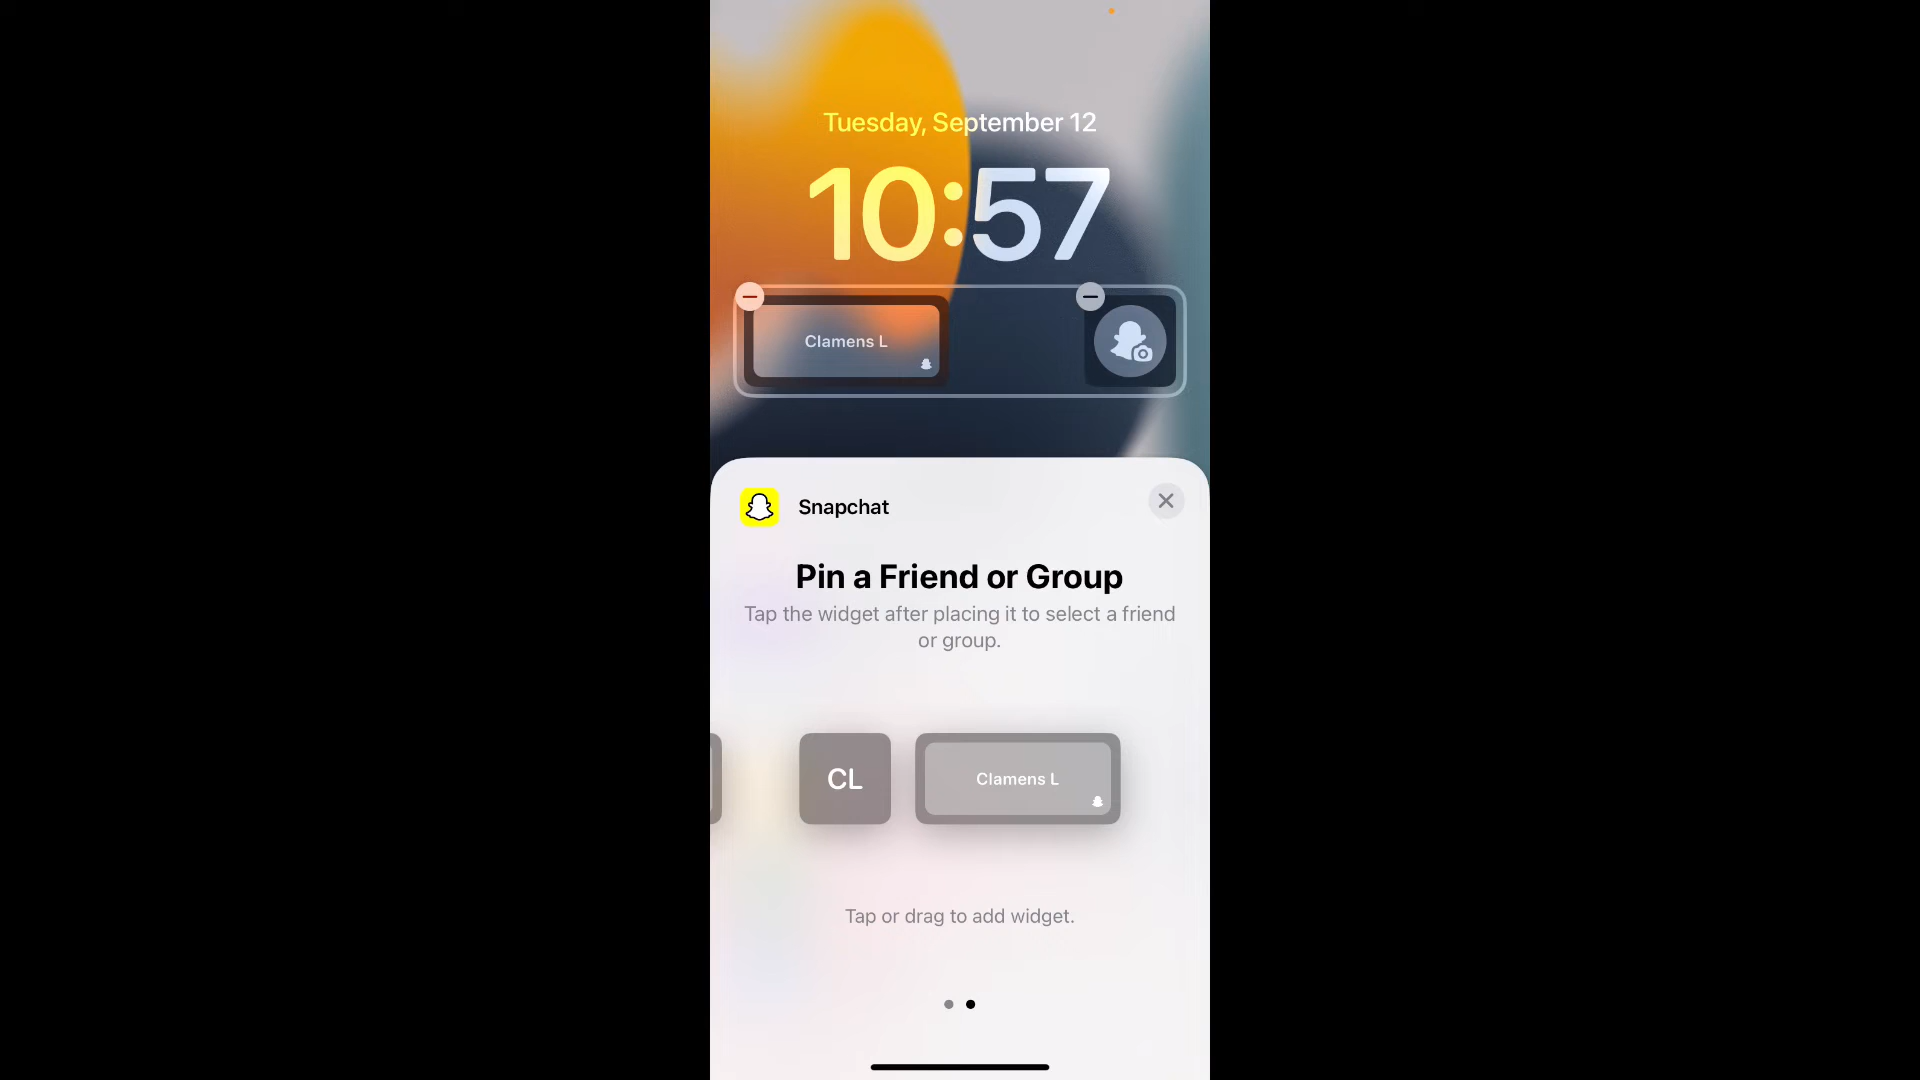 Tuesday, September 12
10:57
Clamens L
Snapchat
Pin a Friend or Group
Tap the widget after placing it to select a friend
or group.
CL
Clamens L
Tap or drag to add widget.